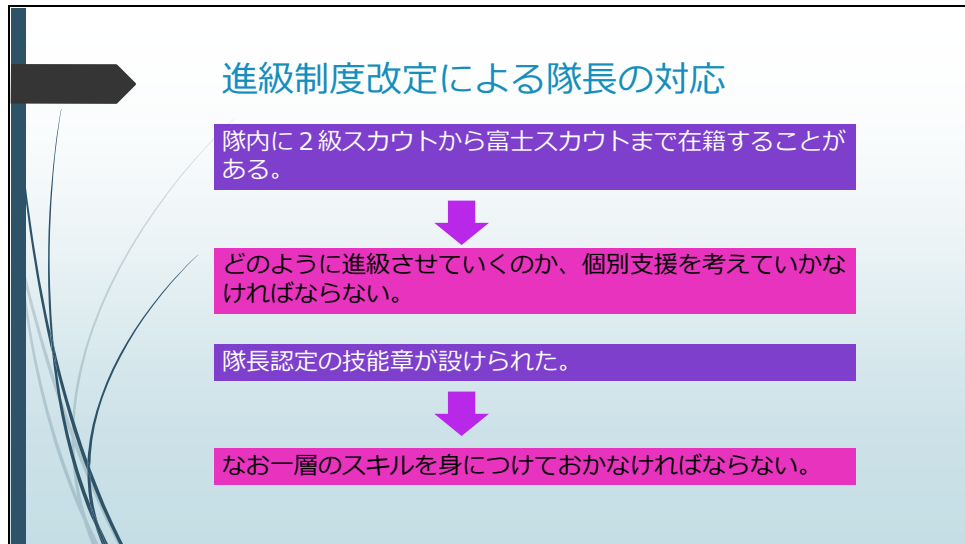 進級制度改定による隊長の対応
隊内に２級スカウトから富士スカウトまで在籍することが
ある。
どのように進級させていくのか、個別支援を考えていかな
ければならない。
隊長認定の技能章が設けられた。
なお一層のスキルを身につけておかなければならない。